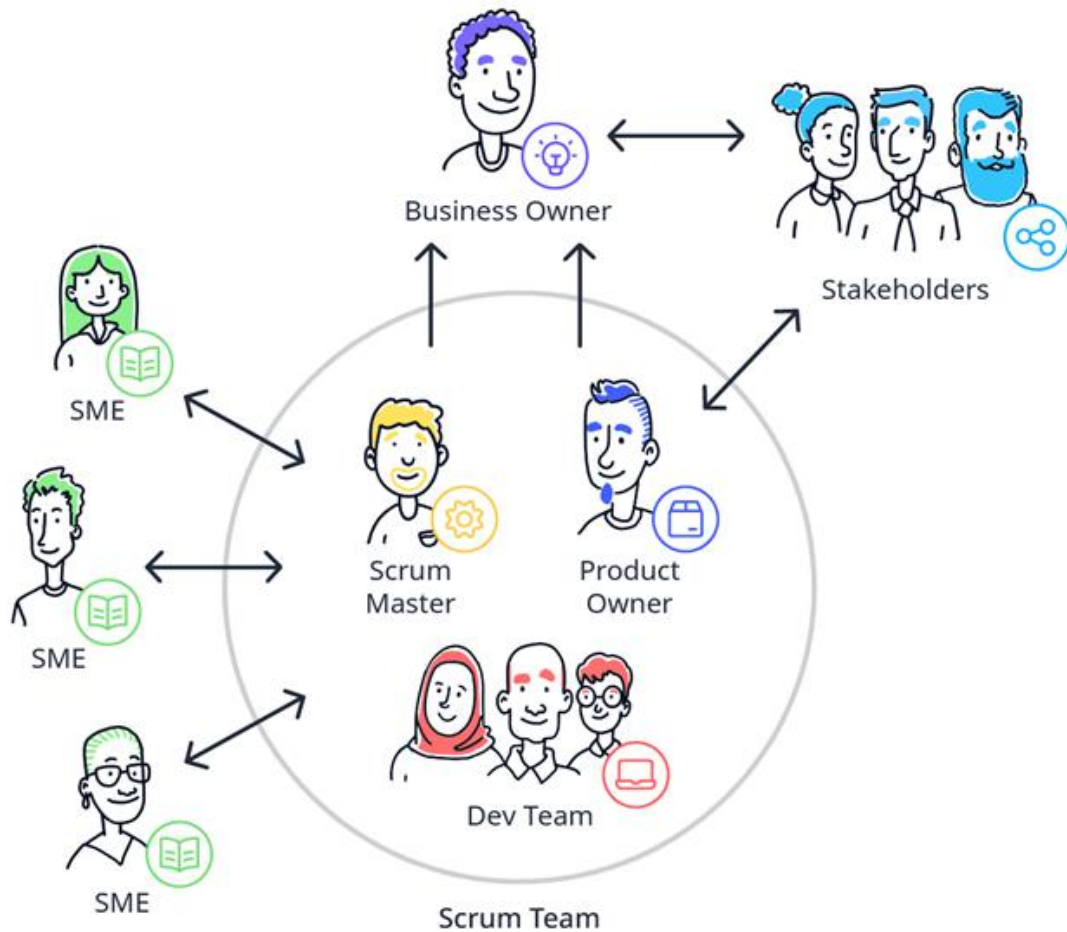 Business Owner
Stakeholders
SME
SME
SME
Scrum
Master
Product
Owner
Dev Team
Scrum Team